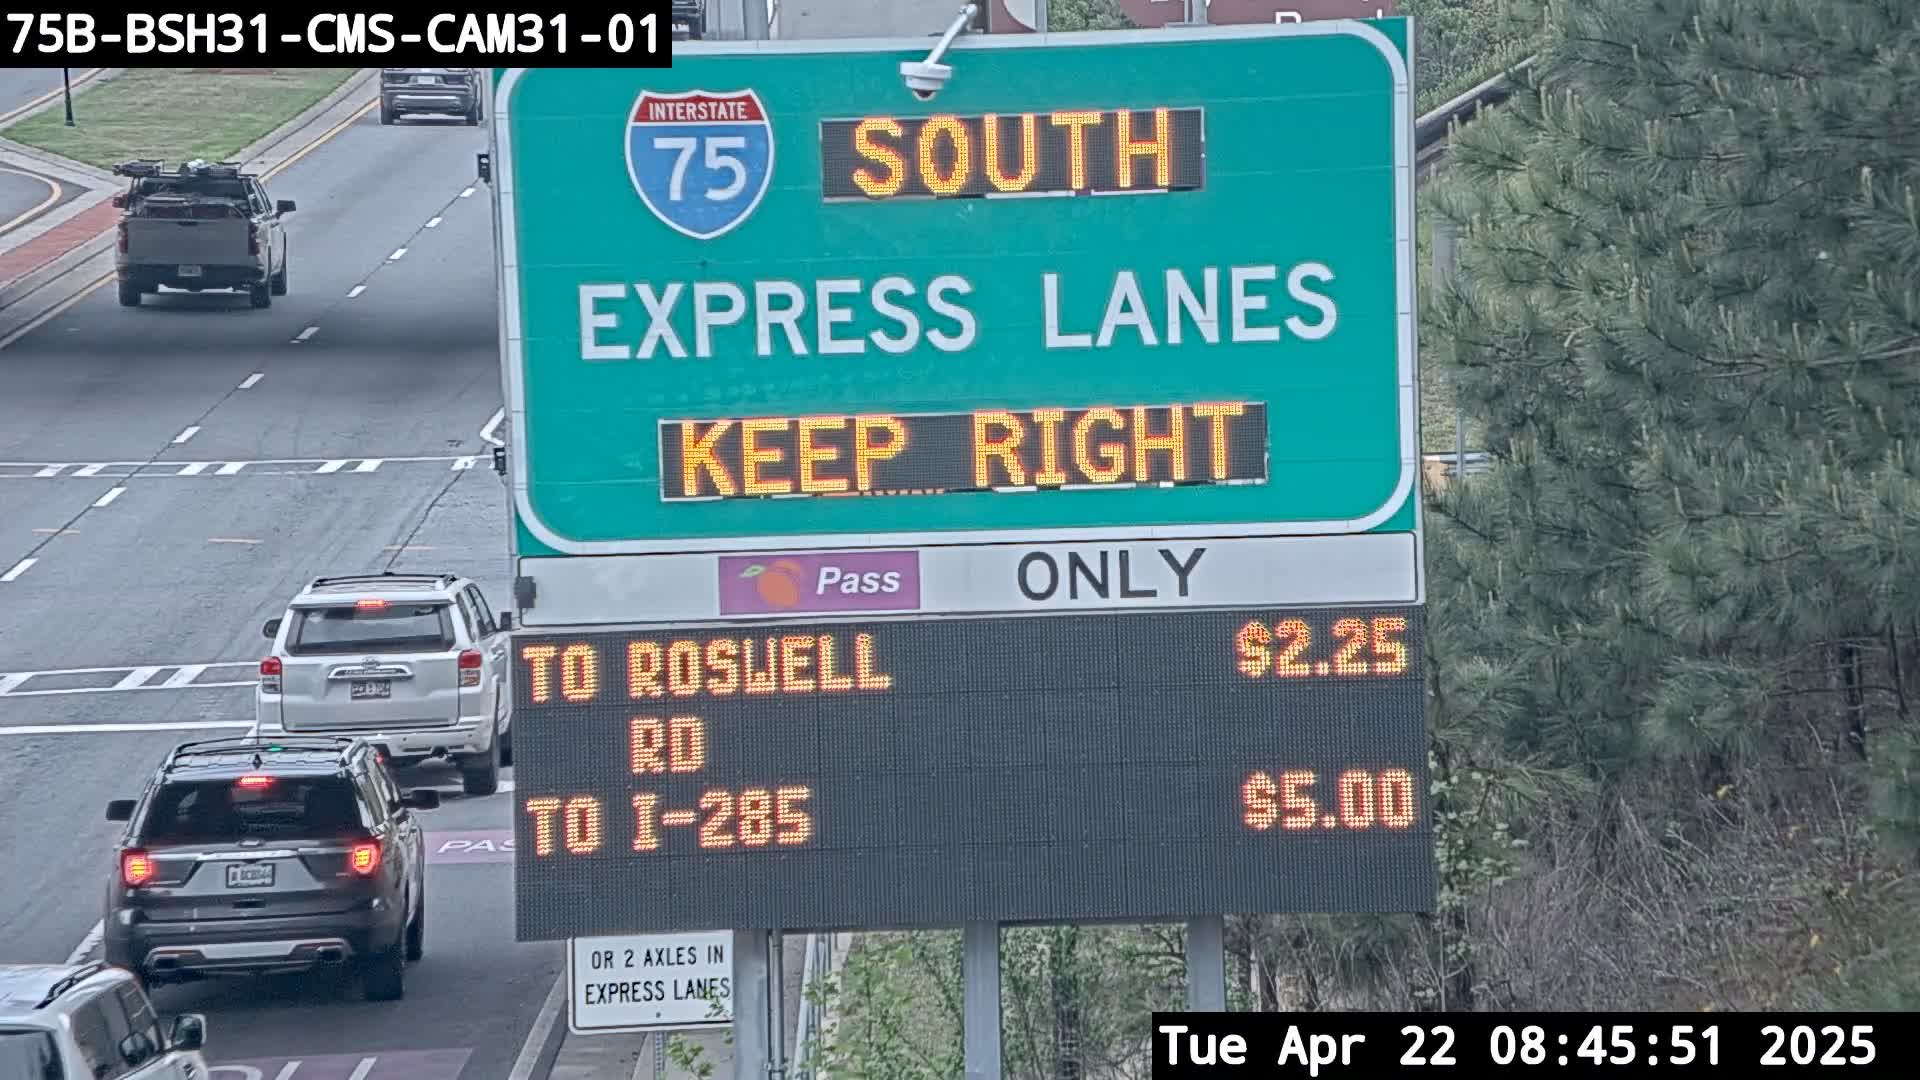 75B-BSH31-CMS-CAM31-01
INTERSTATE
75
SOUTH
EXPRESS LANES
KEEP RIGHT
Pass ONLY
TO ROSWELL $2.25
RD
TO I-285 $5.00
OR 2 AXLES IN
EXPRESS LANES
Tue Apr 22 08:45:51 2025